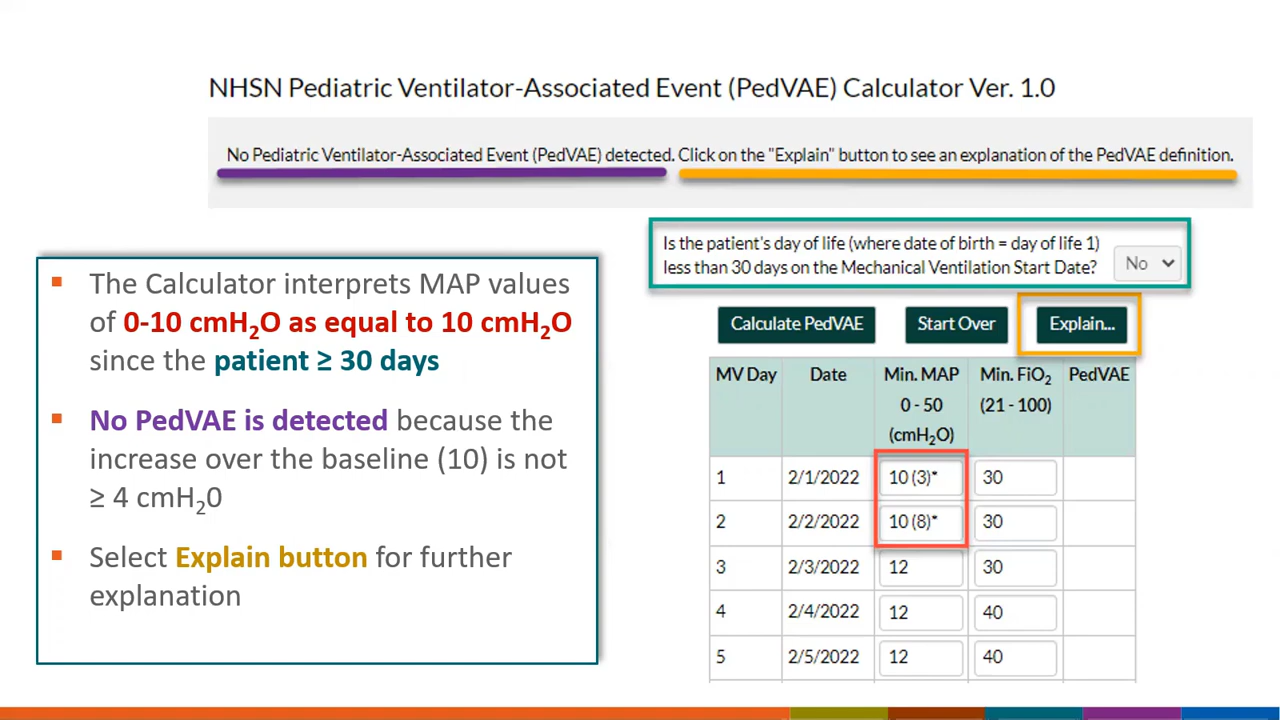 NHSN Pediatric Ventilator-Associated Event (PedVAE) Calculator Ver. 1.0
No Pediatric Ventilator-Associated Event (PedVAE) detected. Click on the "Explain" button to see an explanation of the PedVAE definition.
▪ The Calculator interprets MAP values
of 0-10 cmH₂O as equal to 10 cmH₂O
since the patient ≥ 30 days
▪ No PedVAE is detected because the
increase over the baseline (10) is not
≥ 4 cmH₂0
▪ Select Explain button for further
explanation
Is the patient's day of life (where date of birth = day of life 1)
less than 30 days on the Mechanical Ventilation Start Date? No
Calculate PedVAE Start Over Explain...
MV Day Date Min. MAP Min. FiO₂ PedVAE
0 - 50 (21 - 100)
(cmH₂O)
1 2/1/2022 10 (3)* 30
2 2/2/2022 10 (8)* 30
3 2/3/2022 12 30
4 2/4/2022 12 40
5 2/5/2022 12 40